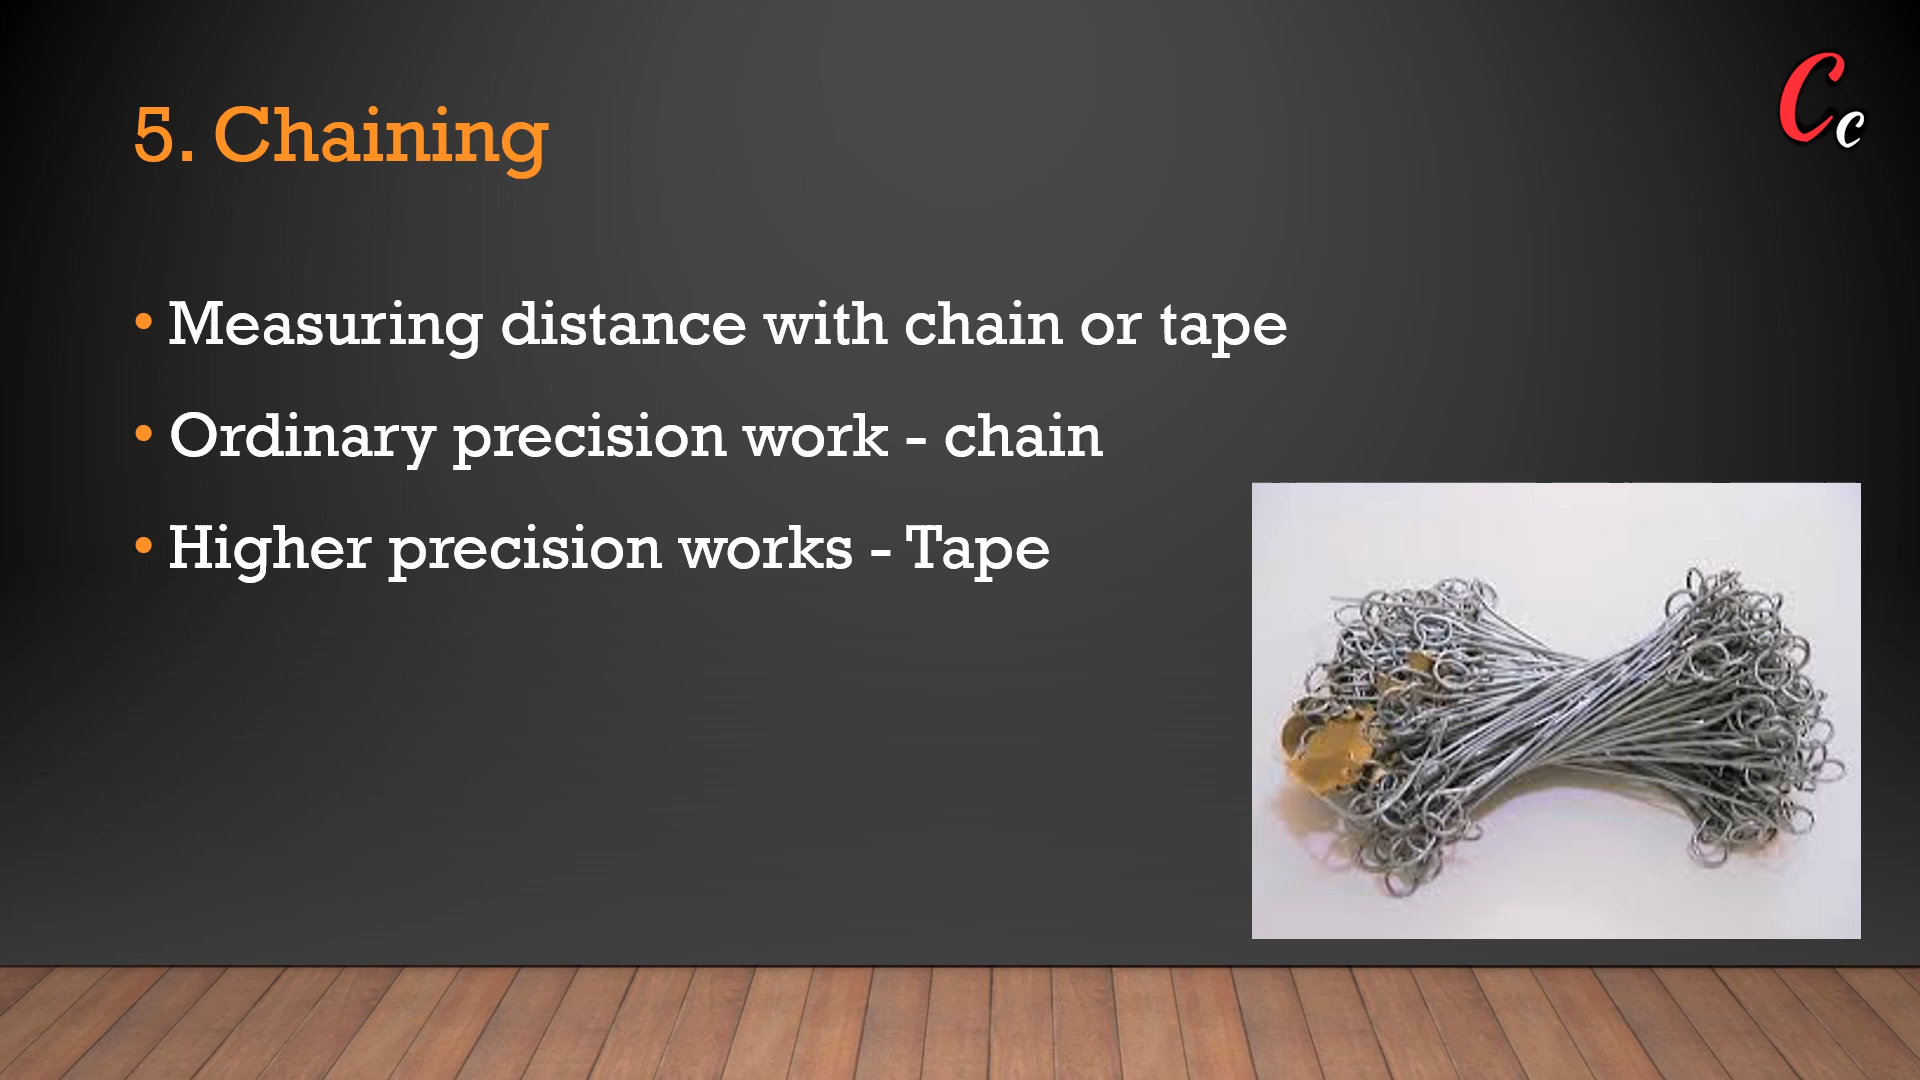 5. Chaining
Cc
• Measuring distance with chain or tape
• Ordinary precision work - chain
• Higher precision works - Tape